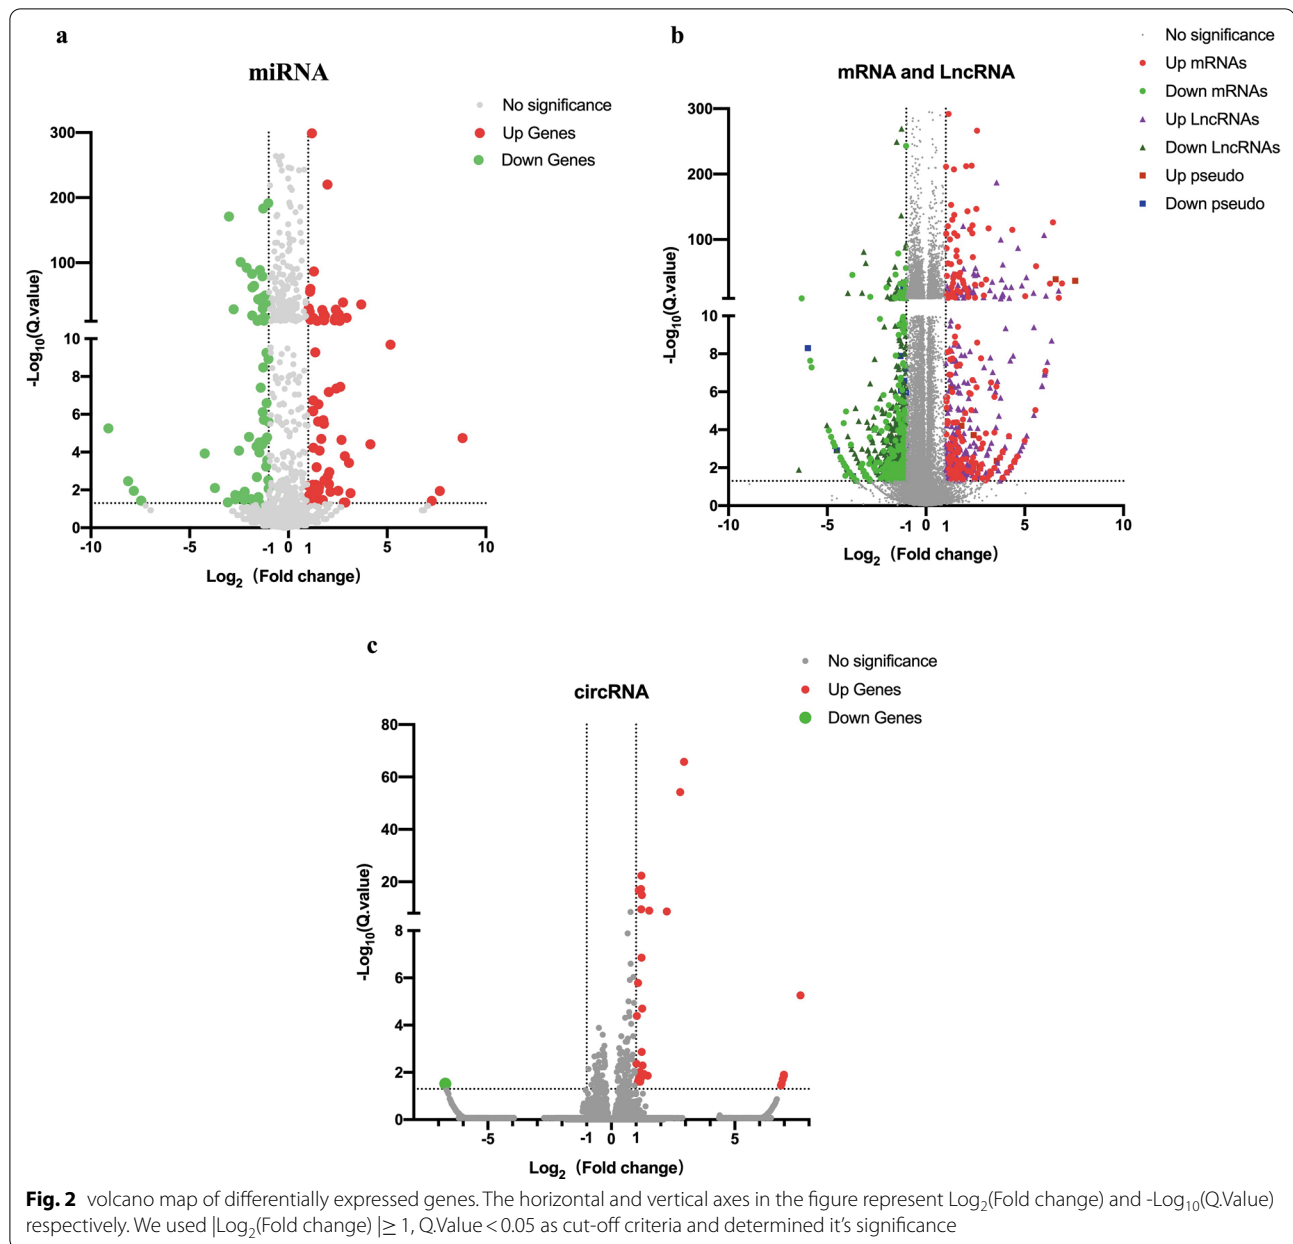 a
miRNA
No significance
Up Genes
Down Genes
300
200
100
10
8
6
4
2
0
-10
-5
-1
0
1
5
10
-Log10(Q.value)
Log2 (Fold change)
b
mRNA and LncRNA
No significance
Up mRNAs
Down mRNAs
Up LncRNAs
Down LncRNAs
Up pseudo
Down pseudo
300
200
100
10
8
6
4
2
0
-10
-5
-1
0
1
5
10
-Log10(Q.value)
Log2 (Fold change)
c
circRNA
No significance
Up Genes
Down Genes
80
60
40
20
8
6
4
2
0
-5
-1
0
1
5
-Log10(Q.value)
Log2 (Fold change)
Fig. 2 volcano map of differentially expressed genes. The horizontal and vertical axes in the figure represent Log2(Fold change) and -Log10(Q.Value)
respectively. We used |Log2(Fold change) |≥ 1, Q.Value < 0.05 as cut-off criteria and determined it's significance